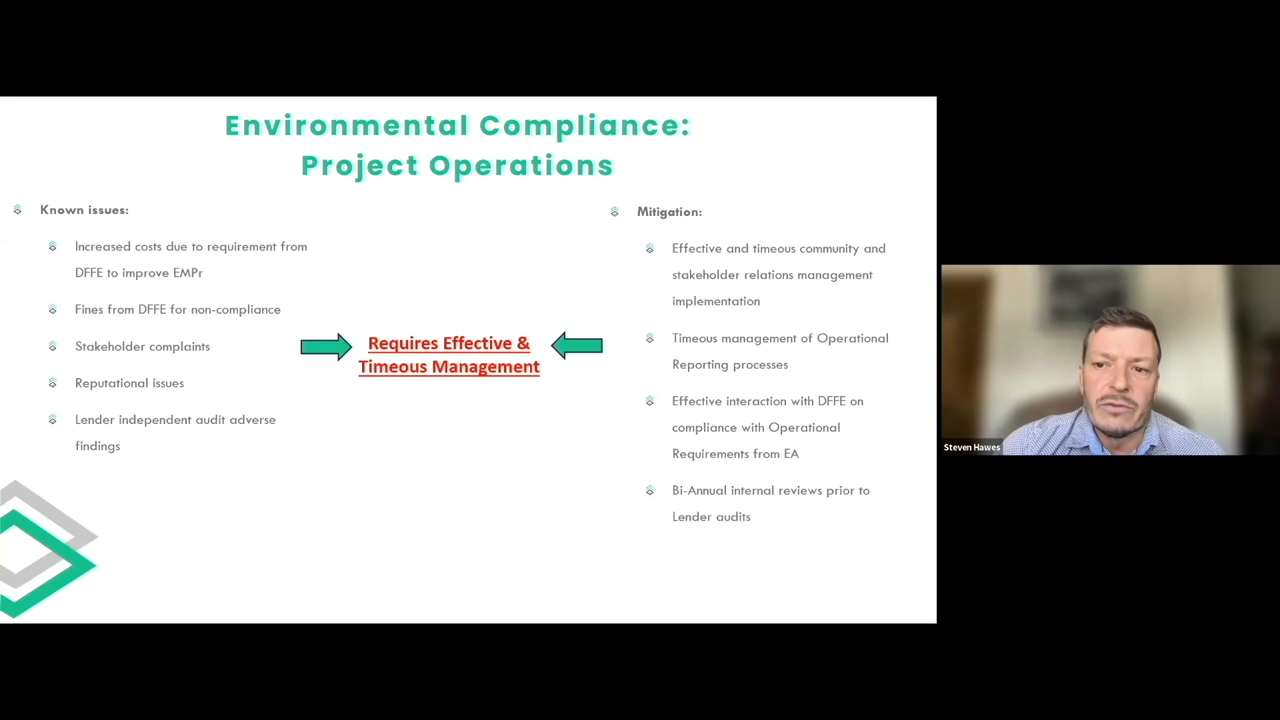 Environmental Compliance:
Project Operations
Known issues:
Increased costs due to requirement from
DFFE to improve EMPr
Fines from DFFE for non-compliance
Stakeholder complaints
Reputational issues
Lender independent audit adverse
findings
Requires Effective &
Timeous Management
Mitigation:
Effective and timeous community and
stakeholder relations management
implementation
Timeous management of Operational
Reporting processes
Effective interaction with DFFE on
compliance with Operational
Requirements from EA
Bi-Annual internal reviews prior to
Lender audits
Steven Hawes